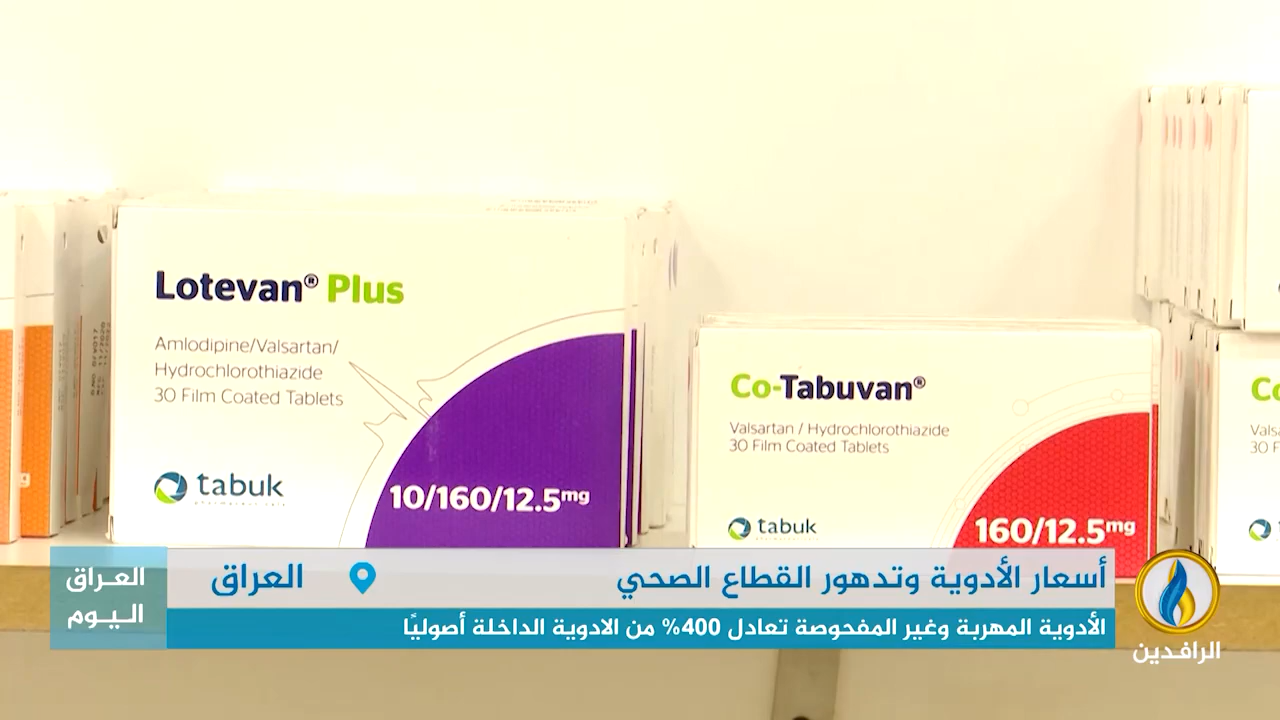 Lotevan® Plus
Amlodipine/Valsartan/
Hydrochlorothiazide
30 Film Coated Tablets
tabuk
10/160/12.5mg
Co-Tabuvan®
Valsartan / Hydrochlorothiazide
30 Film Coated Tablets
tabuk
160/12.5mg
أسعار الأدوية وتدهور القطاع الصحي
العراق
الأدوية المهربة وغير المفحوصة تعادل 400% من الادوية الداخلة أصوليًا
العراق
اليوم
الرافدين